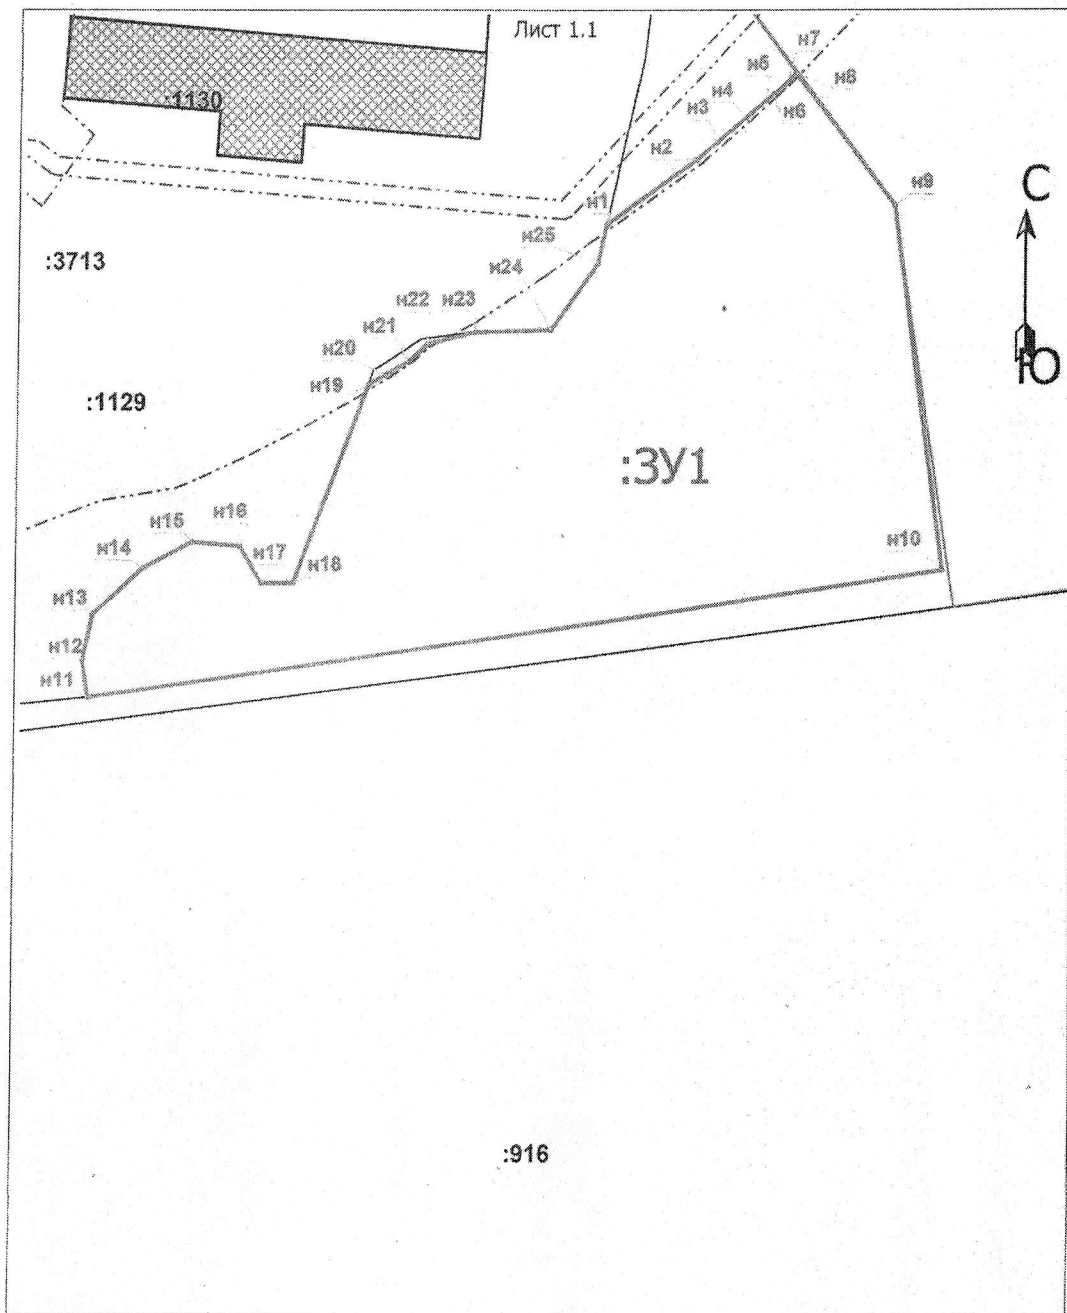 Лист 1.1
н7
н5
н8
:1130
н4
н6
н3
н2
С
н9
н1
н25
:3713
н24
н22 н23
н21
н20
Ю
н19
:1129
:ЗУ1
н16
н15
н10
н14
н17
н18
н13
н12
н11
:916